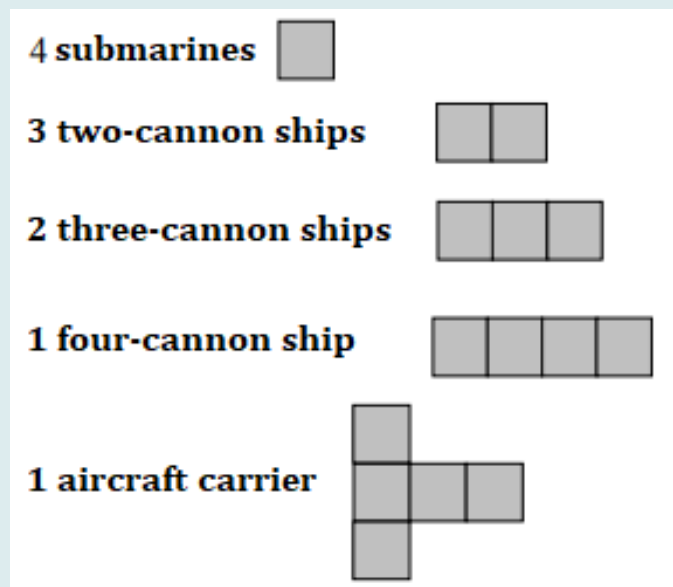 4 submarines
3 two-cannon ships
2 three-cannon ships
1 four-cannon ship
1 aircraft carrier